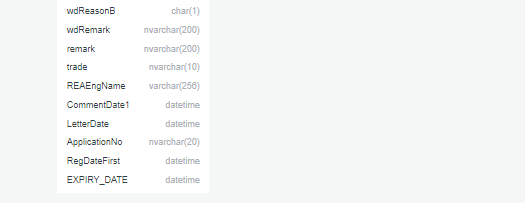 wdReasonB char(1)
wdRemark nvarchar(200)
remark nvarchar(200)
trade nvarchar(10)
REAEngName varchar(256)
CommentDate1 datetime
LetterDate datetime
ApplicationNo nvarchar(20)
RegDateFirst datetime
EXPIRY_DATE datetime